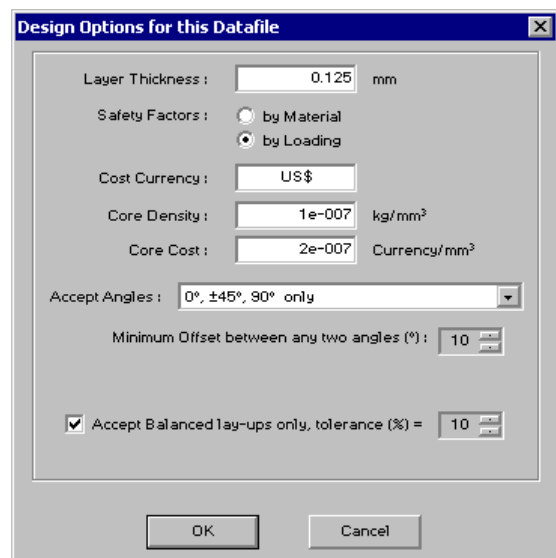 Design Options for this Datafile
Layer Thickness : 0.125 mm
Safety Factors : by Material
by Loading
Cost Currency : US$
Core Density : 1e-007 kg/mm³
Core Cost : 2e-007 Currency/mm³
Accept Angles : 0°, ±45°, 90° only
Minimum Offset between any two angles (°) : 10
Accept Balanced lay-ups only, tolerance (%) = 10
OK Cancel